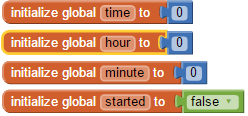 initialize global time to 0
initialize global hour to 0
initialize global minute to 0
initialize global started to false